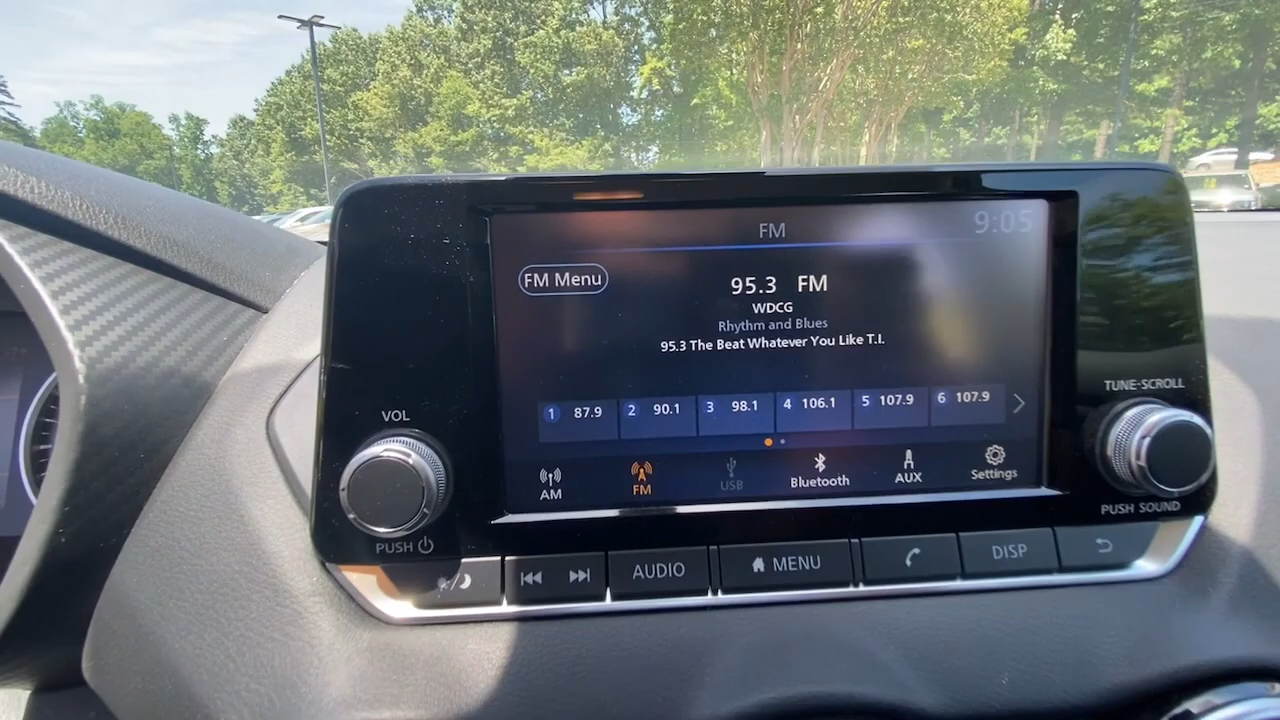 FM
9:05
FM Menu
95.3 FM
WDCG
Rhythm and Blues
95.3 The Beat Whatever You Like T.I.
1 87.9
2 90.1
3 98.1
4 106.1
5 107.9
6 107.9
AM
FM
USB
Bluetooth
AUX
Settings
VOL
PUSH
TUNE·SCROLL
PUSH SOUND
AUDIO
MENU
DISP